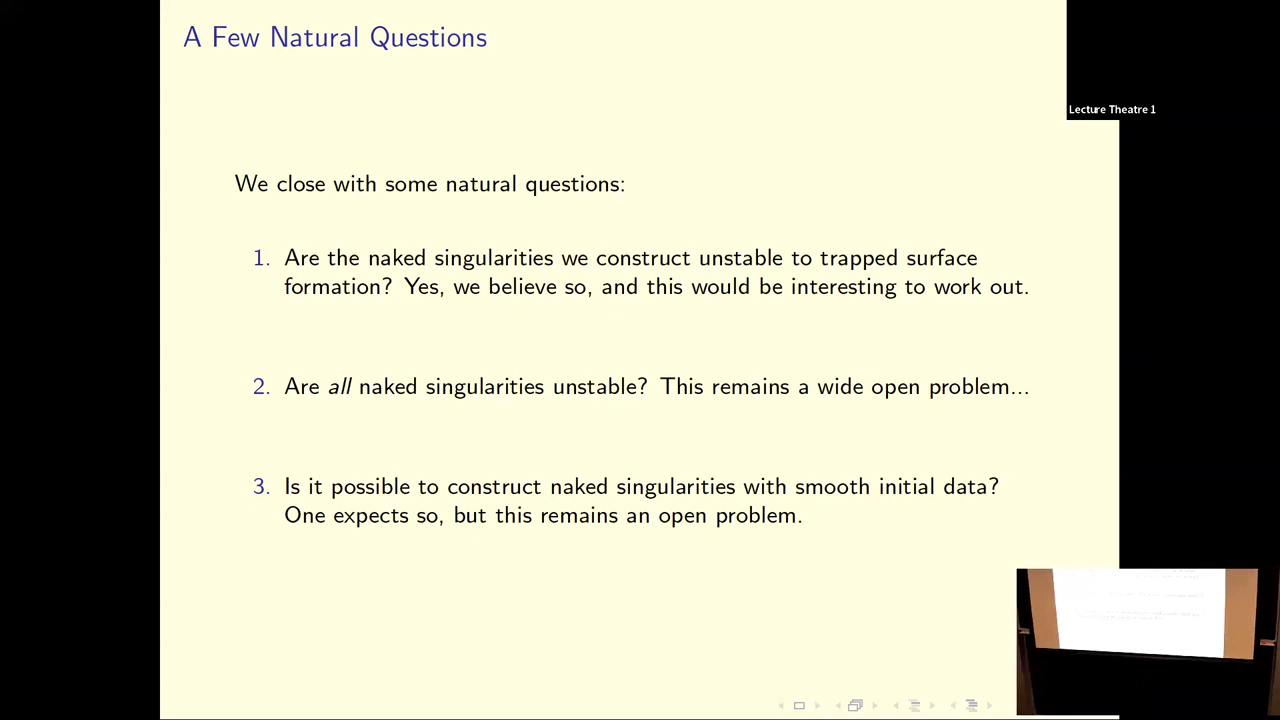 A Few Natural Questions
Lecture Theatre 1
We close with some natural questions:
1. Are the naked singularities we construct unstable to trapped surface
formation? Yes, we believe so, and this would be interesting to work out.
2. Are all naked singularities unstable? This remains a wide open problem...
3. Is it possible to construct naked singularities with smooth initial data?
One expects so, but this remains an open problem.